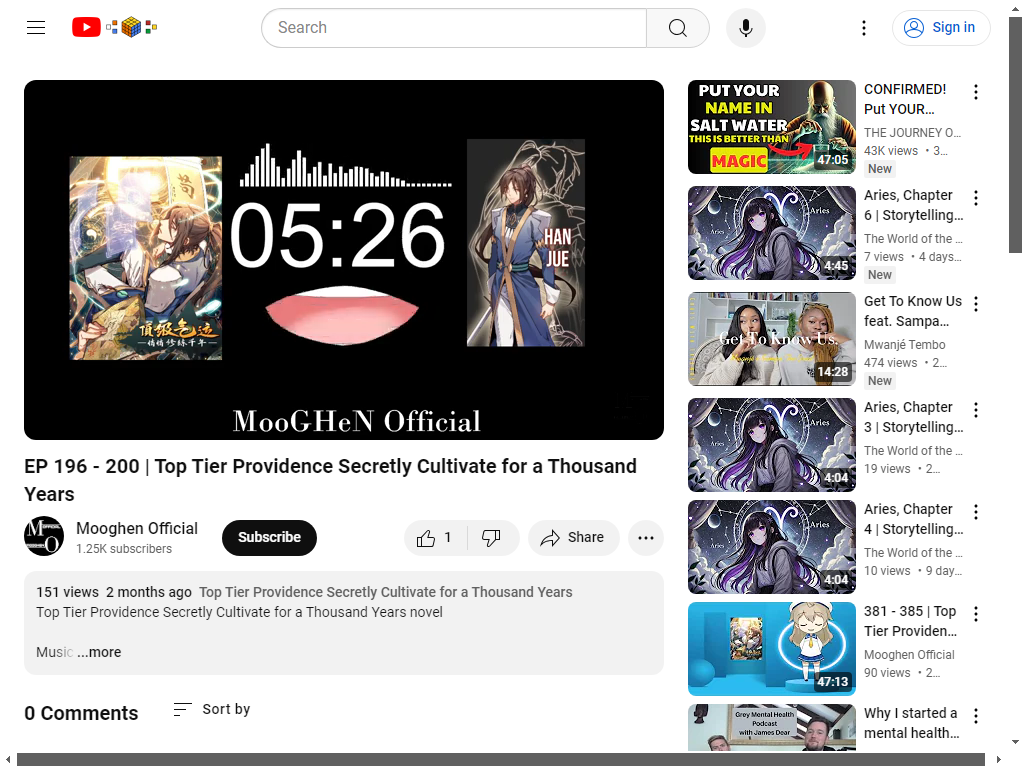 Search
Sign in
頂级气运
悄悄修练千年
05:26
HAN
JUE
MooGHeN Official
EP 196 - 200 | Top Tier Providence Secretly Cultivate for a Thousand
Years
Mooghen Official
1.25K subscribers
Subscribe
1
Share
151 views 2 months ago Top Tier Providence Secretly Cultivate for a Thousand Years
Top Tier Providence Secretly Cultivate for a Thousand Years novel
Music ...more
0 Comments
Sort by
PUT YOUR
NAME IN
SALT WATER
THIS IS BETTER THAN
MAGIC
47:05
CONFIRMED!
Put YOUR...
THE JOURNEY O...
43K views • 3...
New
Aries
Aries
4:45
Aries, Chapter
6 | Storytelling...
The World of the ...
7 views • 4 days...
New
Get To Know Us.
14:28
Get To Know Us
feat. Sampa...
Mwanjé Tembo
474 views • 2...
New
Aries
Aries
4:04
Aries, Chapter
3 | Storytelling...
The World of the ...
19 views • 2...
Aries
Aries
4:04
Aries, Chapter
4 | Storytelling...
The World of the ...
10 views • 9 day...
47:13
381 - 385 | Top
Tier Providen...
Mooghen Official
90 views • 2...
Grey Mental Health
Podcast
with James Dear
Why I started a
mental health...